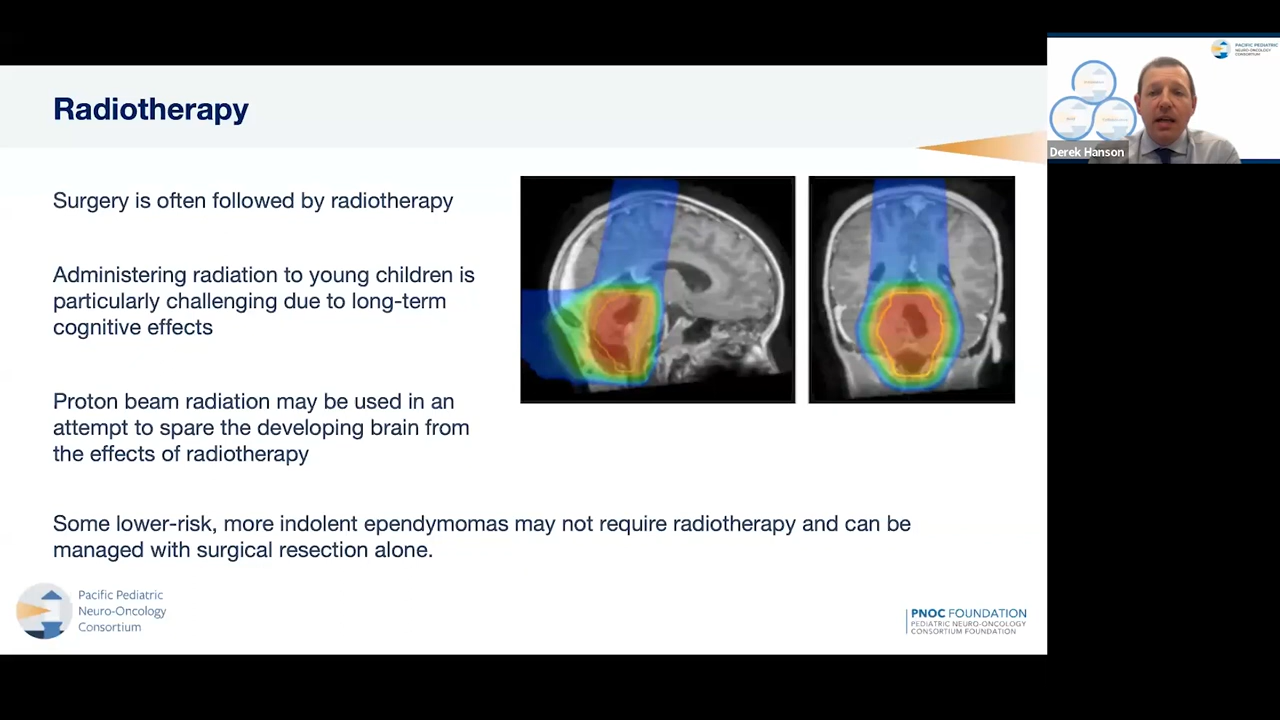 Radiotherapy
Surgery is often followed by radiotherapy
Administering radiation to young children is
particularly challenging due to long-term
cognitive effects
Proton beam radiation may be used in an
attempt to spare the developing brain from
the effects of radiotherapy
Some lower-risk, more indolent ependymomas may not require radiotherapy and can be
managed with surgical resection alone.
Pacific Pediatric
Neuro-Oncology
Consortium
PNOC FOUNDATION
PEDIATRIC NEURO-ONCOLOGY
CONSORTIUM FOUNDATION
PACIFIC PEDIATRIC
NEURO-ONCOLOGY
CONSORTIUM
Derek Hanson